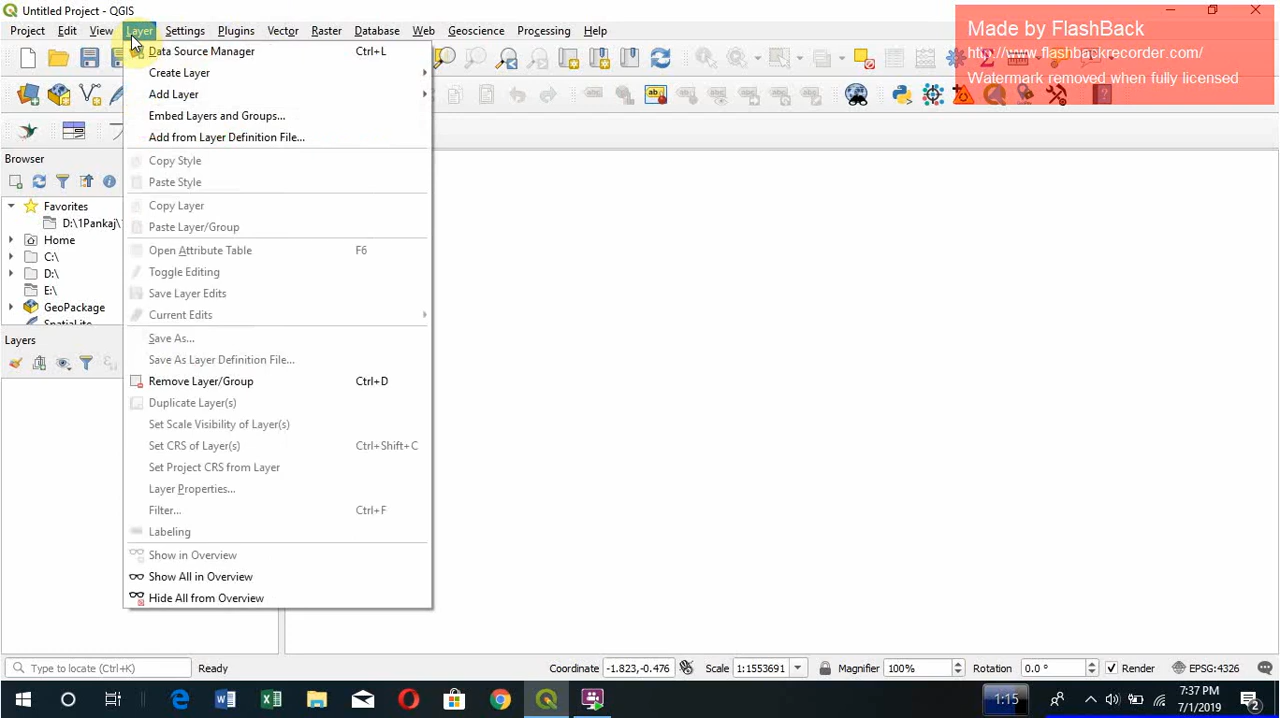 Untitled Project - QGIS
Project Edit View Layer Settings Plugins Vector Raster Database Web Geoscience Processing Help
Made by FlashBack
http://www.flashbackrecorder.com/
Watermark removed when fully licensed
Data Source Manager Ctrl+L
Create Layer
Add Layer
Embed Layers and Groups...
Add from Layer Definition File...
Copy Style
Paste Style
Copy Layer
Paste Layer/Group
Open Attribute Table F6
Toggle Editing
Save Layer Edits
Current Edits
Save As...
Save As Layer Definition File...
Remove Layer/Group Ctrl+D
Duplicate Layer(s)
Set Scale Visibility of Layer(s)
Set CRS of Layer(s) Ctrl+Shift+C
Set Project CRS from Layer
Layer Properties...
Filter... Ctrl+F
Labeling
Show in Overview
Show All in Overview
Hide All from Overview
Browser
Favorites
D:\1Pankaj\
Home
C:\
D:\
E:\
GeoPackage
SpatiaLite
Layers
Type to locate (Ctrl+K) Ready Coordinate -1.823,-0.476 Scale 1:1553691 Magnifier 100% Rotation 0.0 ° Render EPSG:4326
1:15
7:37 PM
7/1/2019
2